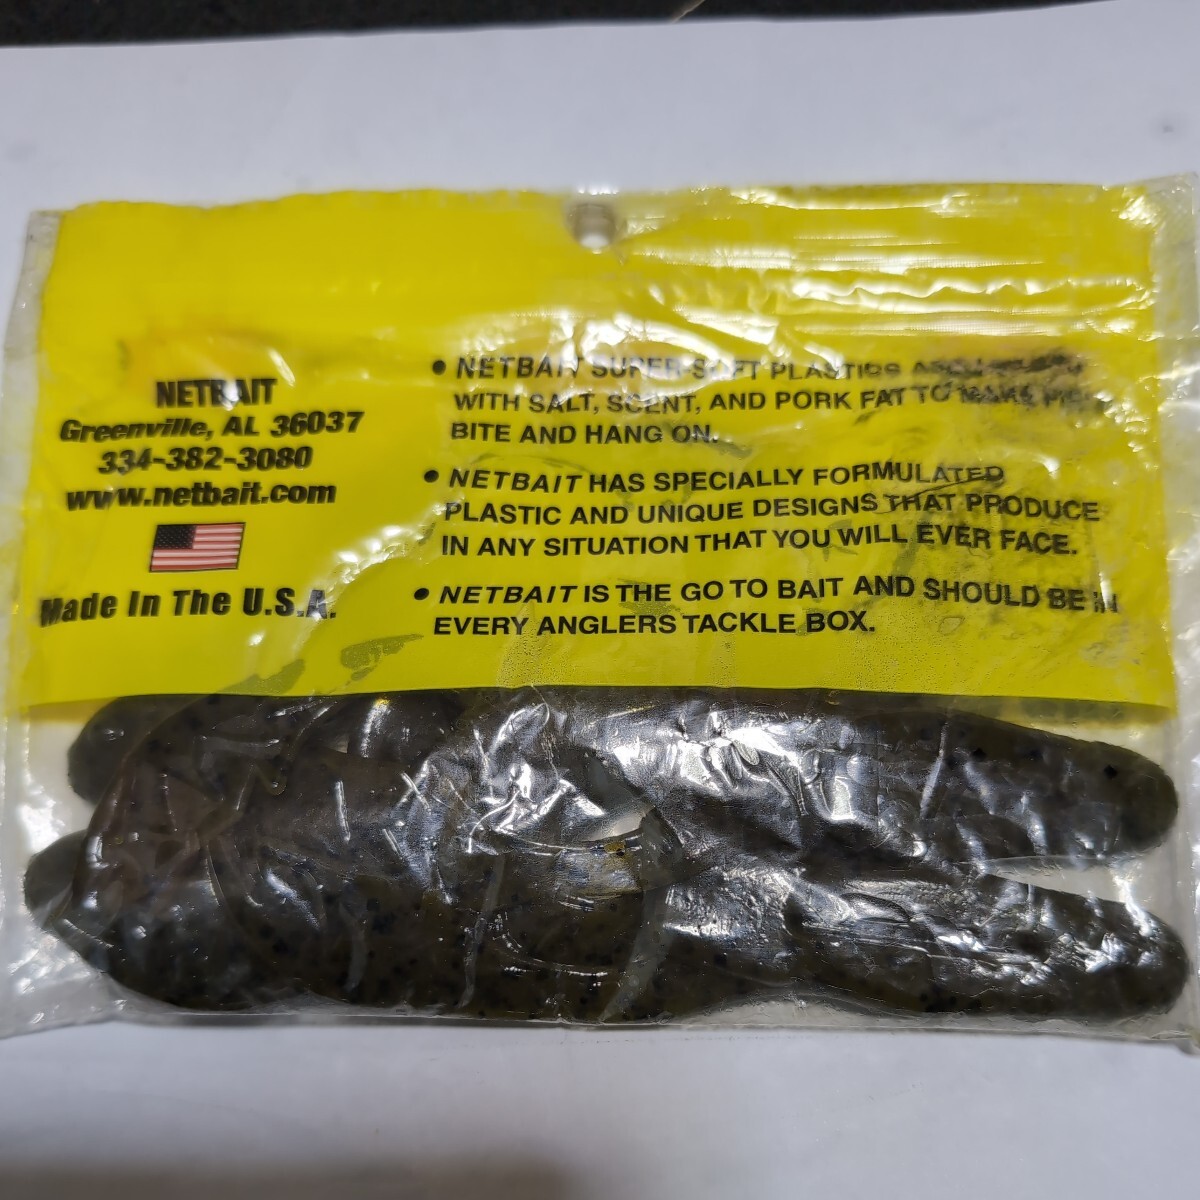 NETBAIT
Greenville, AL 36037
334-382-3080
www.netbait.com
Made In The U.S.A.
• NETBAIT SUPER-SOFT PLASTICS ARE
WITH SALT, SCENT, AND PORK FAT TO MAKE
BITE AND HANG ON.
• NETBAIT HAS SPECIALLY FORMULATED
PLASTIC AND UNIQUE DESIGNS THAT PRODUCE
IN ANY SITUATION THAT YOU WILL EVER FACE.
• NETBAIT IS THE GO TO BAIT AND SHOULD BE IN
EVERY ANGLERS TACKLE BOX.